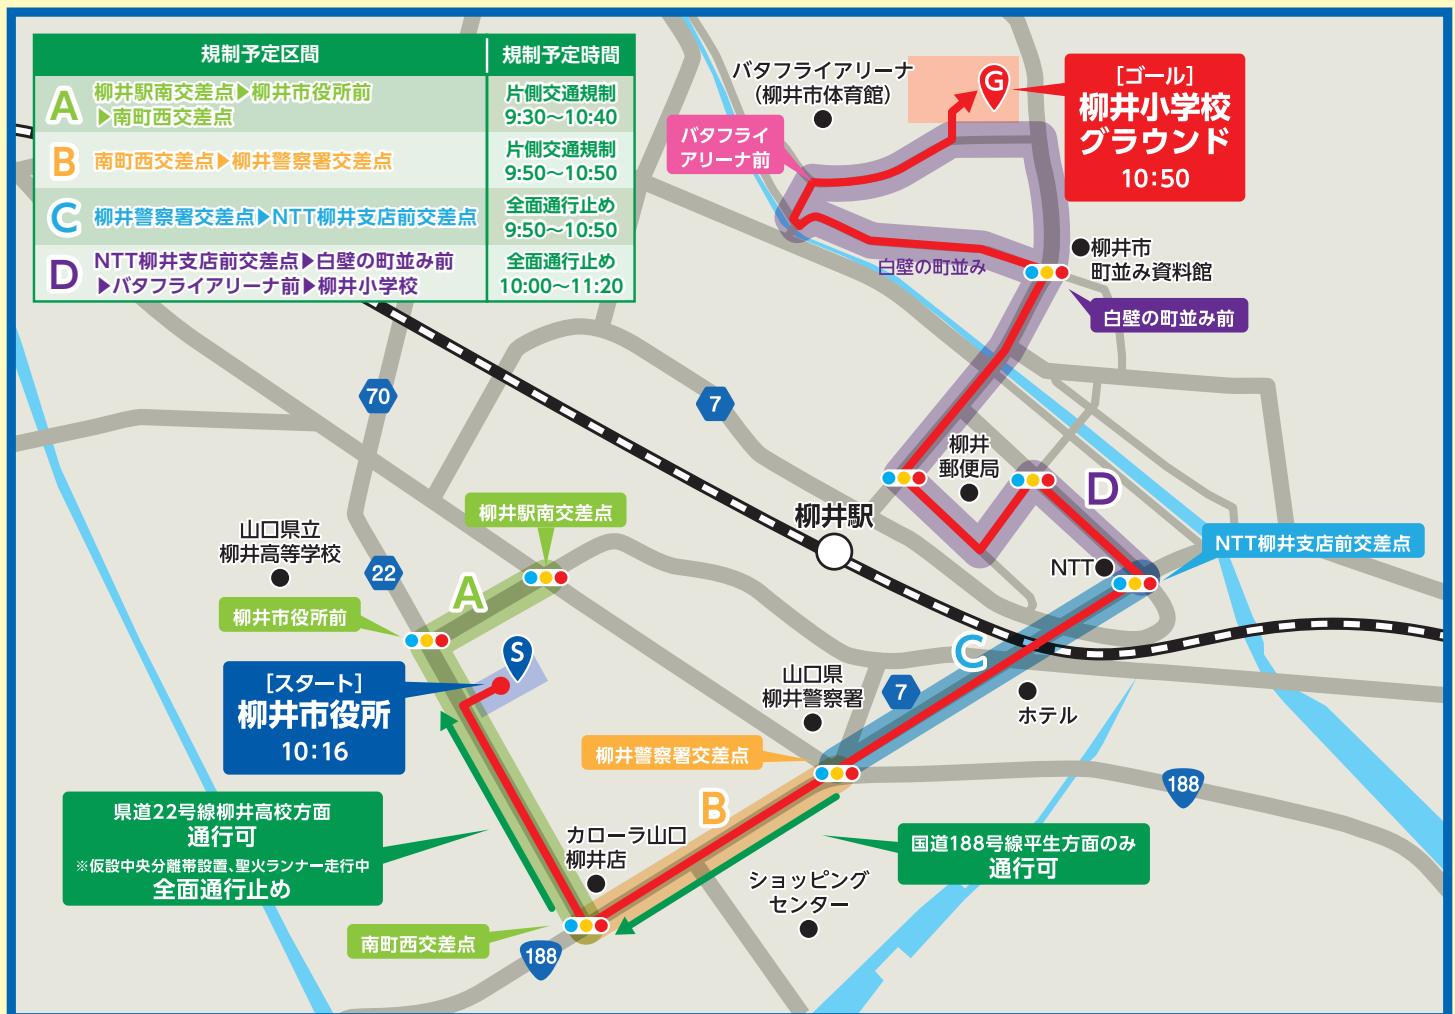 規制予定区間
規制予定時間
A
柳井駅南交差点▶柳井市役所前
▶南町西交差点
片側交通規制
9:30〜10:40
B
南町西交差点▶柳井警察署交差点
片側交通規制
9:50〜10:50
C
柳井警察署交差点▶NTT柳井支店前交差点
全面通行止め
9:50〜10:50
D
NTT柳井支店前交差点▶白壁の町並み前
▶バタフライアリーナ前▶柳井小学校
全面通行止め
10:00〜11:20
バタフライアリーナ
(柳井市体育館)
G
[ゴール]
柳井小学校
グラウンド
10:50
バタフライ
アリーナ前
白壁の町並み
柳井市
町並み資料館
白壁の町並み前
70
7
柳井
郵便局
D
柳井駅
柳井駅南交差点
山口県立
柳井高等学校
22
A
NTT柳井支店前交差点
NTT
柳井市役所前
S
[スタート]
柳井市役所
10:16
C
山口県
柳井警察署
7
ホテル
柳井警察署交差点
188
B
県道22号線柳井高校方面
通行可
※仮設中央分離帯設置、聖火ランナー走行中
全面通行止め
カローラ山口
柳井店
国道188号線平生方面のみ
通行可
ショッピング
センター
南町西交差点
188